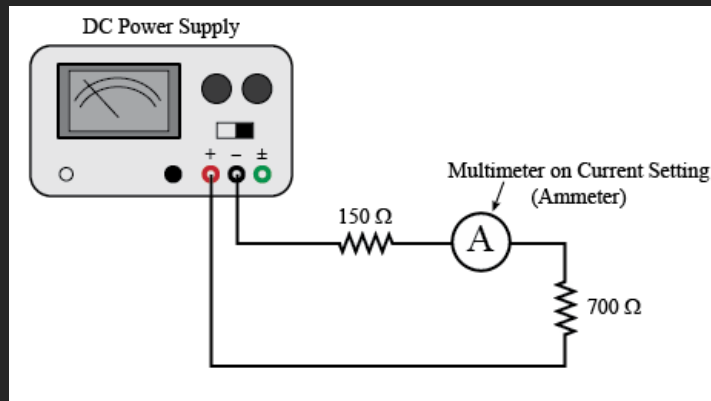 DC Power Supply
+ − ±
Multimeter on Current Setting
(Ammeter)
150 Ω
A
700 Ω